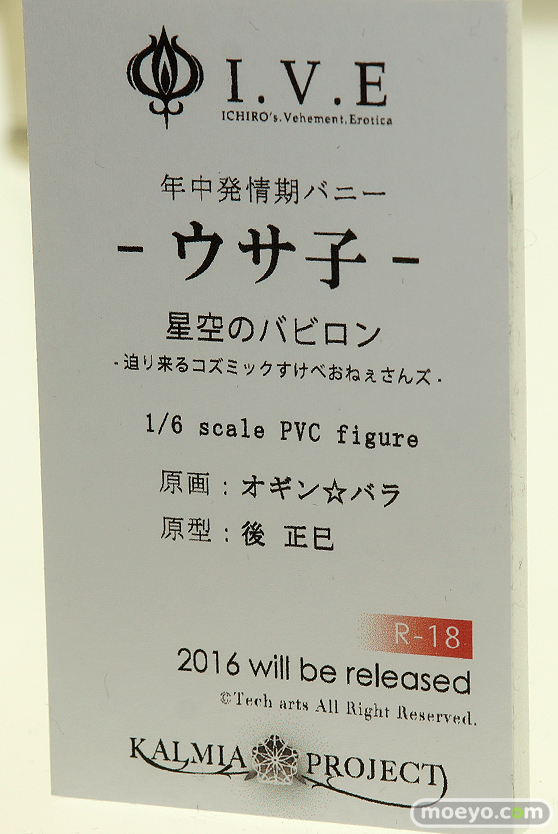 I.V.E
ICHIRO's.Vehement.Erotica
年中発情期バニー
- ウサ子 -
星空のバビロン
-迫り来るコズミックすけべおねぇさんズ-
1/6 scale PVC figure
原画：オギン☆バラ
原型：後 正巳
R-18
2016 will be released
©Tech arts All Right Reserved.
KALMIA PROJECT
moeyo.com